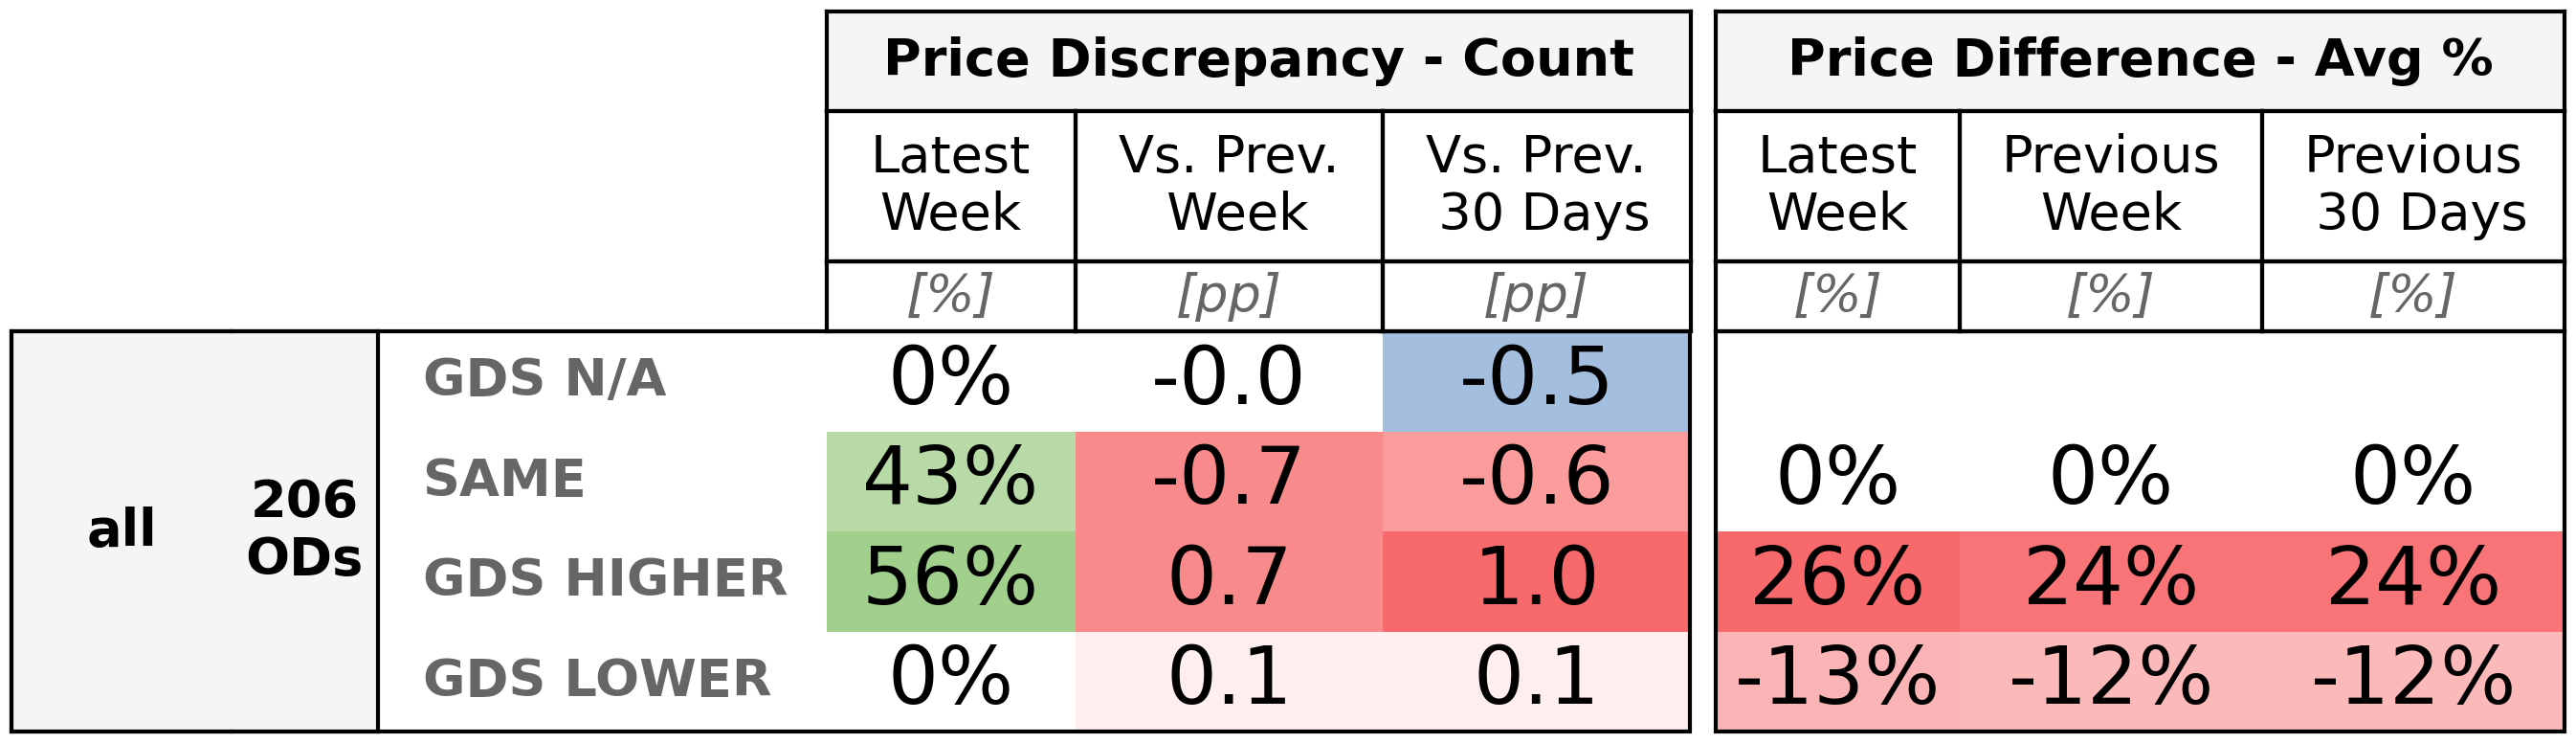 Price Discrepancy - Count Price Difference - Avg %
Latest Week Vs. Prev. Week Vs. Prev. 30 Days Latest Week Previous Week Previous 30 Days
[%] [pp] [pp] [%] [%] [%]
all 206 ODs
GDS N/A 0% -0.0 -0.5
SAME 43% -0.7 -0.6 0% 0% 0%
GDS HIGHER 56% 0.7 1.0 26% 24% 24%
GDS LOWER 0% 0.1 0.1 -13% -12% -12%